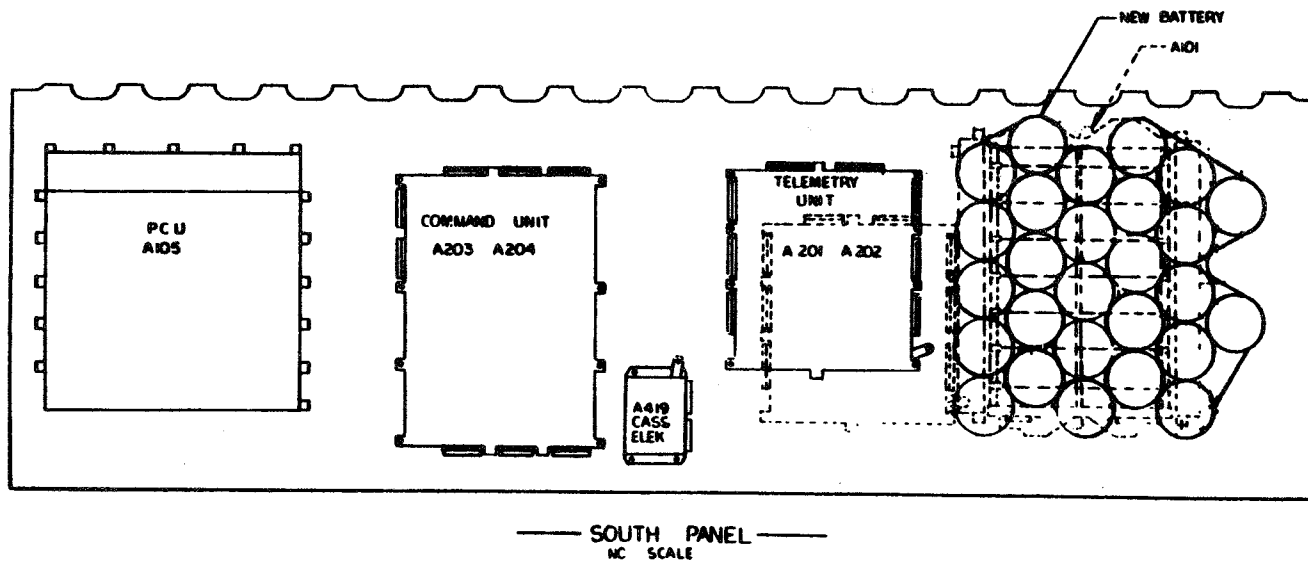 NEW BATTERY
A101
PCU
A105
COMMAND UNIT
A203 A204
TELEMETRY
UNIT
A 201 A 202
A419
CASS
ELEK
SOUTH PANEL
NC SCALE